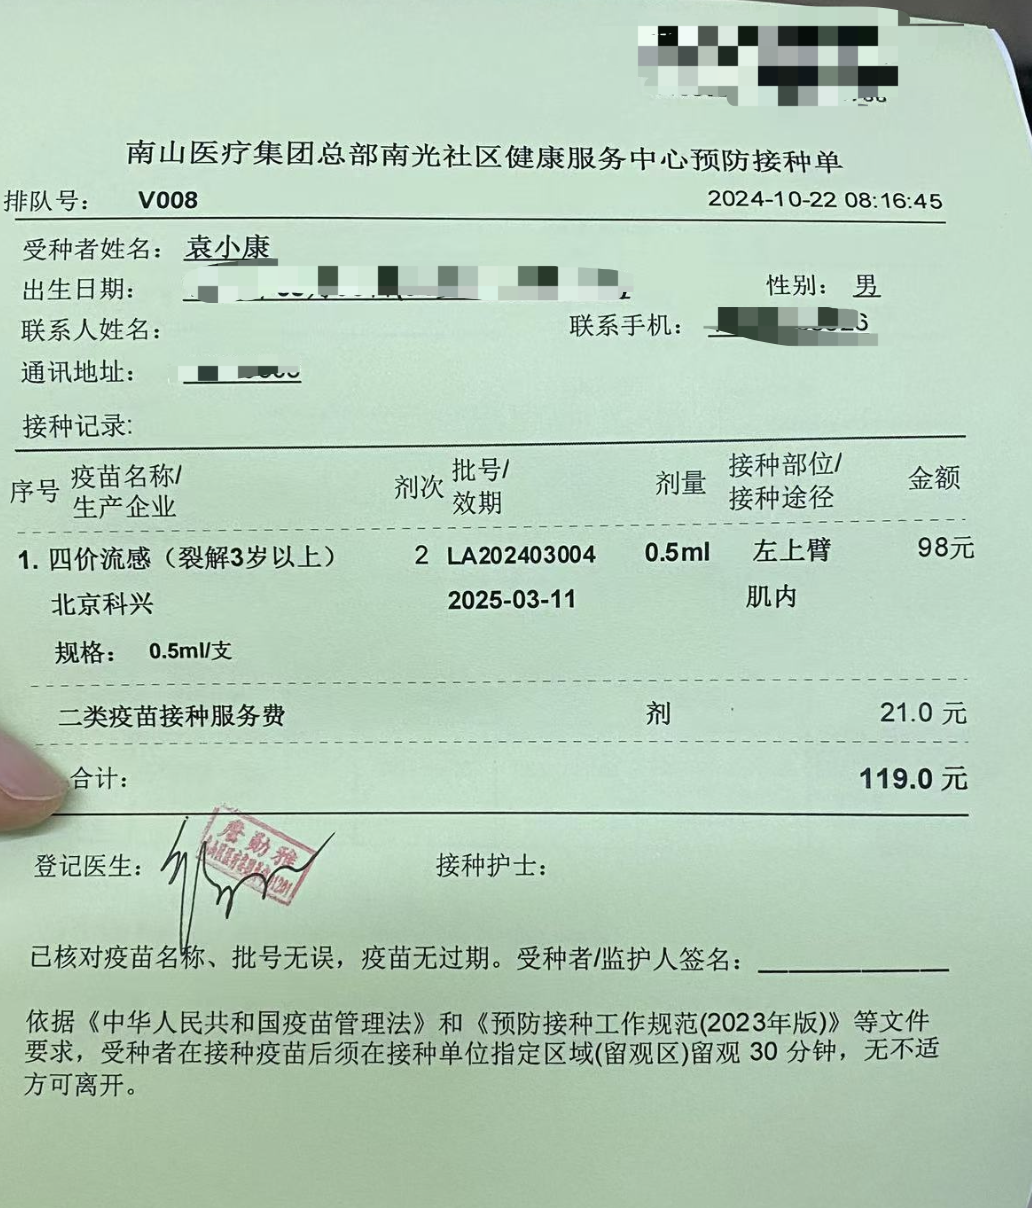 南山医疗集团总部南光社区健康服务中心预防接种单
排队号： V008 2024-10-22 08:16:45
受种者姓名： 袁小康
出生日期： 性别： 男
联系人姓名： 联系手机：
通讯地址：
接种记录:
序号 疫苗名称/ 生产企业 剂次 批号/ 效期 剂量 接种部位/ 接种途径 金额
1. 四价流感（裂解3岁以上） 2 LA202403004 0.5ml 左上臂 98元
北京科兴 2025-03-11 肌内
规格： 0.5ml/支
二类疫苗接种服务费 剂 21.0 元
合计： 119.0 元
登记医生： 接种护士：
已核对疫苗名称、批号无误，疫苗无过期。受种者/监护人签名：
依据《中华人民共和国疫苗管理法》和《预防接种工作规范(2023年版)》等文件
要求，受种者在接种疫苗后须在接种单位指定区域(留观区)留观 30 分钟，无不适
方可离开。